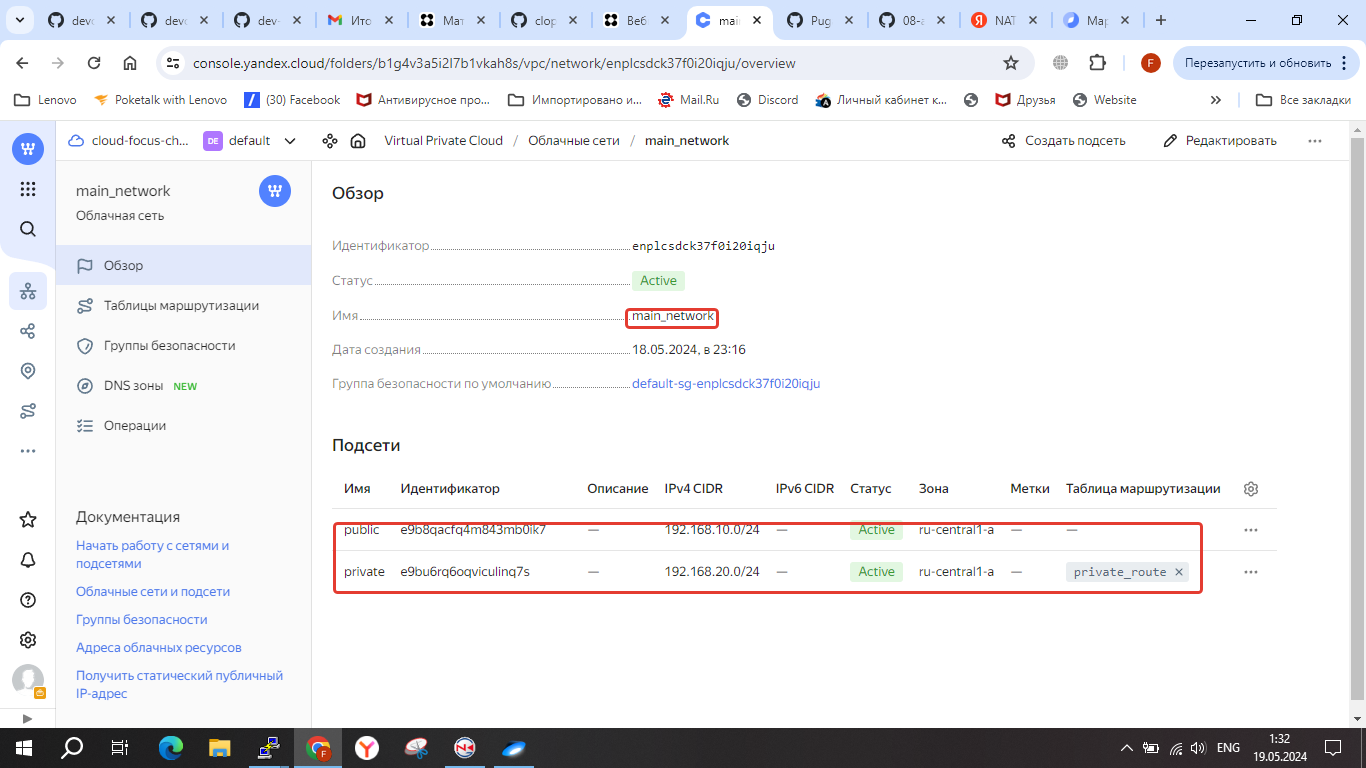 devo
devo
dev-
Ито
Мат
clop
Веб
mai
Pug
08-a
NAT
Мар
console.yandex.cloud/folders/b1g4v3a5i2l7b1vkah8s/vpc/network/enplcsdck37f0i20iqju/overview
F
Перезапустить и обновить
Lenovo
Poketalk with Lenovo
(30) Facebook
Антивирусное про...
Импортировано и...
Mail.Ru
Discord
Личный кабинет к...
Друзья
Website
Все закладки
cloud-focus-ch...
DE
default
Virtual Private Cloud / Облачные сети / main_network
Создать подсеть
Редактировать
main_network
Облачная сеть
Обзор
Таблицы маршрутизации
Группы безопасности
DNS зоны NEW
Операции
Документация
Начать работу с сетями и
подсетями
Облачные сети и подсети
Группы безопасности
Адреса облачных ресурсов
Получить статический публичный
IP-адрес
Обзор
Идентификатор enplcsdck37f0i20iqju
Статус Active
Имя main_network
Дата создания 18.05.2024, в 23:16
Группа безопасности по умолчанию default-sg-enplcsdck37f0i20iqju
Подсети
Имя Идентификатор Описание IPv4 CIDR IPv6 CIDR Статус Зона Метки Таблица маршрутизации
public e9b8qacfq4m843mb0ik7 — 192.168.10.0/24 — Active ru-central1-a — —
private e9bu6rq6oqviculinq7s — 192.168.20.0/24 — Active ru-central1-a — private_route ×
ENG
1:32
19.05.2024